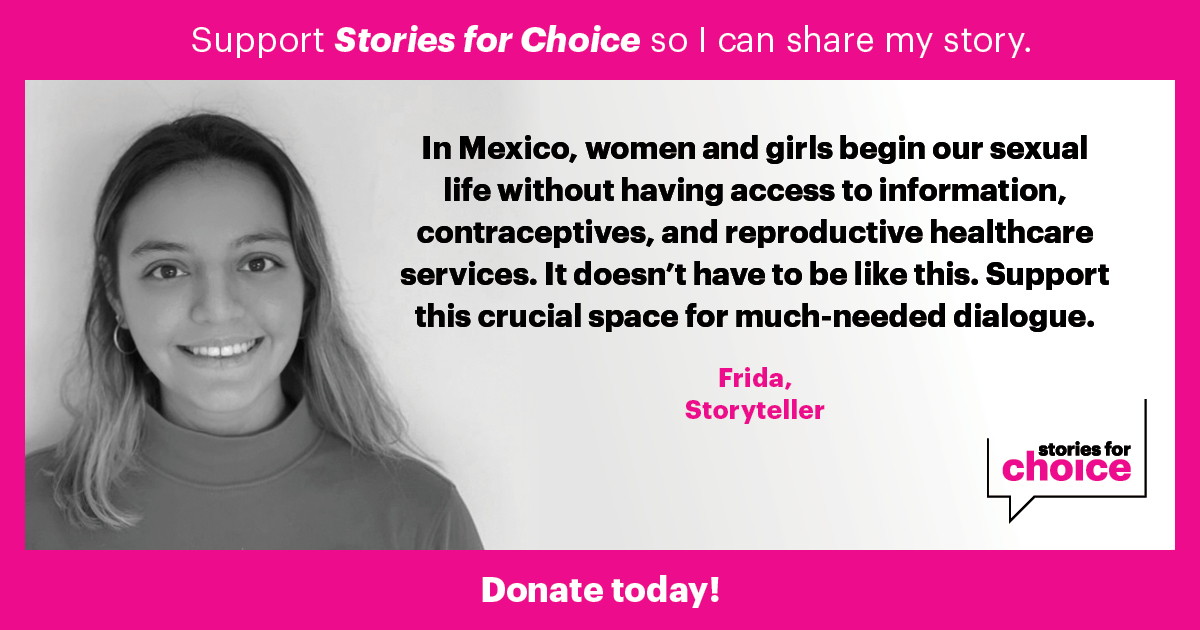 Support Stories for Choice so I can share my story.
In Mexico, women and girls begin our sexual
life without having access to information,
contraceptives, and reproductive healthcare
services. It doesn’t have to be like this. Support
this crucial space for much-needed dialogue.
Frida,
Storyteller
stories for
choice
Donate today!